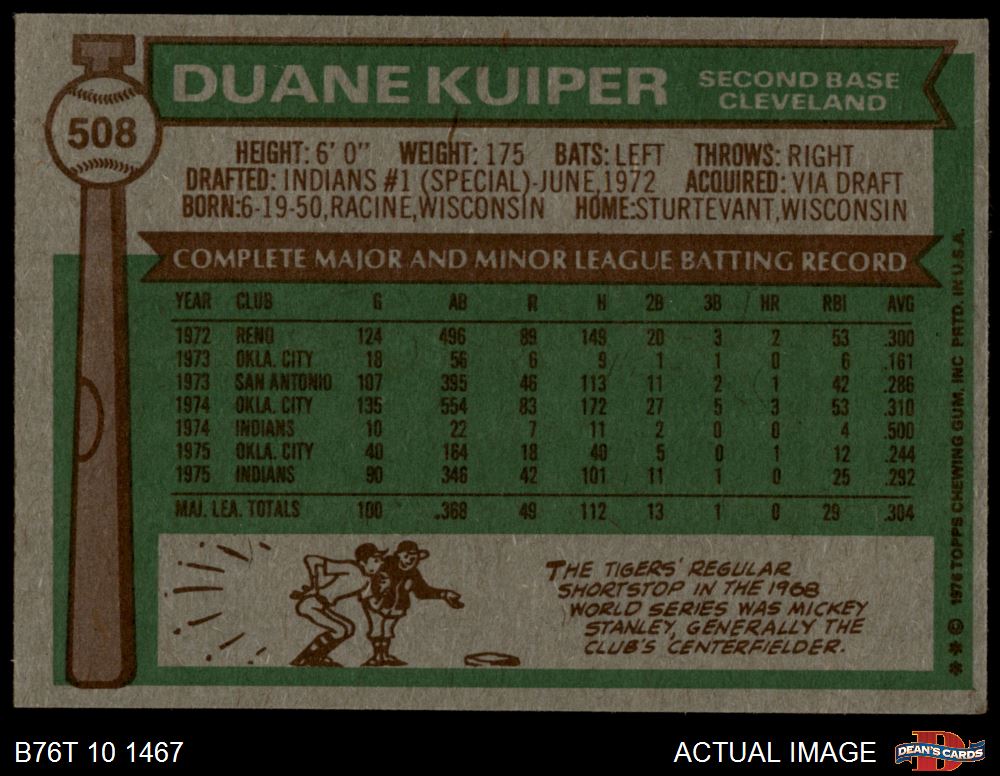 508
DUANE KUIPER SECOND BASE
CLEVELAND
HEIGHT: 6' 0" WEIGHT: 175 BATS: LEFT THROWS: RIGHT
DRAFTED: INDIANS #1 (SPECIAL)-JUNE,1972 ACQUIRED: VIA DRAFT
BORN:6-19-50,RACINE,WISCONSIN HOME:STURTEVANT,WISCONSIN
COMPLETE MAJOR AND MINOR LEAGUE BATTING RECORD
YEAR CLUB G AB R H 2B 3B HR RBI AVG
1972 RENO 124 496 89 149 20 3 2 53 .300
1973 OKLA. CITY 18 56 6 9 1 1 0 6 .161
1973 SAN ANTONIO 107 395 46 113 11 2 1 42 .286
1974 OKLA. CITY 135 554 83 172 27 5 3 53 .310
1974 INDIANS 10 22 7 11 2 0 0 4 .500
1975 OKLA. CITY 40 164 18 40 5 0 1 12 .244
1975 INDIANS 90 346 42 101 11 1 0 25 .292
MAJ. LEA. TOTALS 100 .368 49 112 13 1 0 29 .304
THE TIGERS' REGULAR
SHORTSTOP IN THE 1968
WORLD SERIES WAS MICKEY
STANLEY, GENERALLY THE
CLUB'S CENTERFIELDER.
*** © 1976 TOPPS CHEWING GUM, INC PRTD. IN U.S.A.
B76T 10 1467 ACTUAL IMAGE DEAN'S CARDS